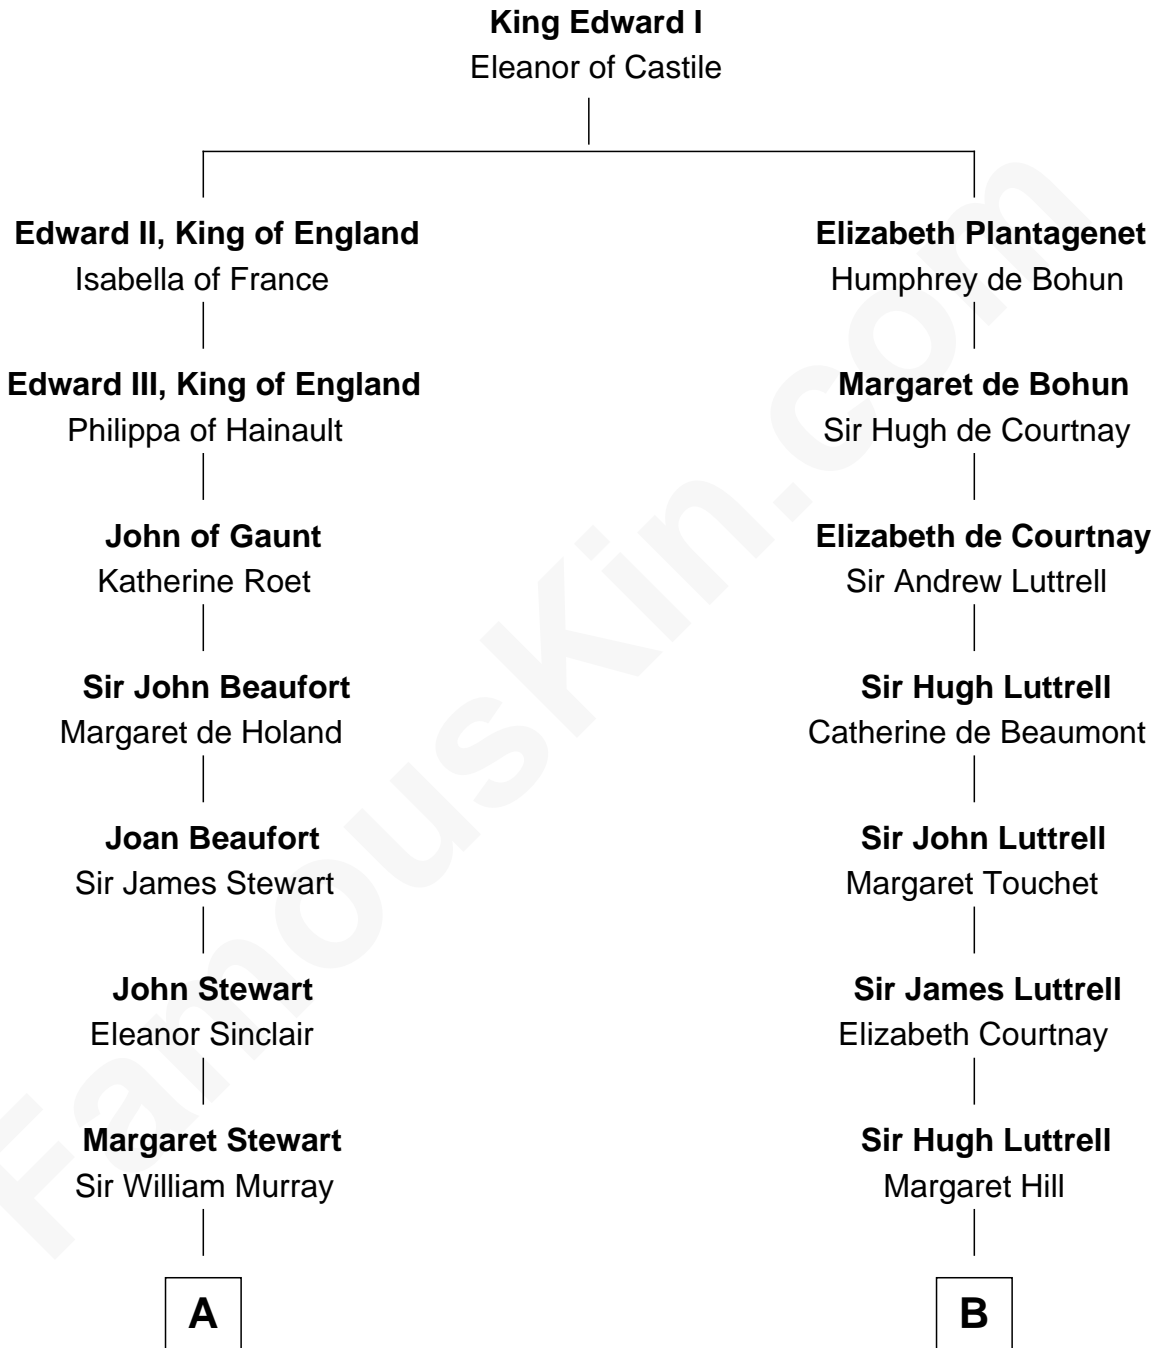 King Edward I
Eleanor of Castile
Edward II, King of England
Isabella of France
Edward III, King of England
Philippa of Hainault
John of Gaunt
Katherine Roet
Sir John Beaufort
Margaret de Holand
Joan Beaufort
Sir James Stewart
John Stewart
Eleanor Sinclair
Margaret Stewart
Sir William Murray
A
Elizabeth Plantagenet
Humphrey de Bohun
Margaret de Bohun
Sir Hugh de Courtnay
Elizabeth de Courtnay
Sir Andrew Luttrell
Sir Hugh Luttrell
Catherine de Beaumont
Sir John Luttrell
Margaret Touchet
Sir James Luttrell
Elizabeth Courtnay
Sir Hugh Luttrell
Margaret Hill
B
FamousKin.com